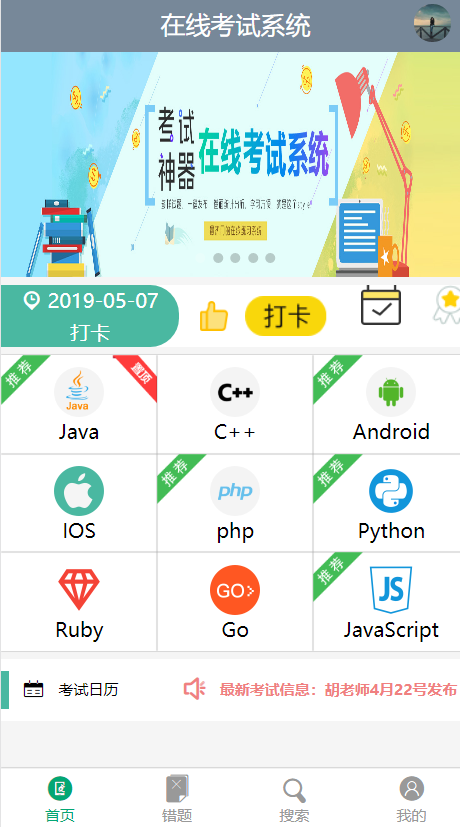 在线考试系统
考试
神器
在线考试系统
2019-05-07
打卡
打卡
推荐
置顶
Java
Java
C++
C++
推荐
Android
IOS
推荐
php
php
推荐
Python
Ruby
GO
Go
推荐
JS
JavaScript
考试日历
最新考试信息：胡老师4月22号发布
首页
错题
搜索
我的